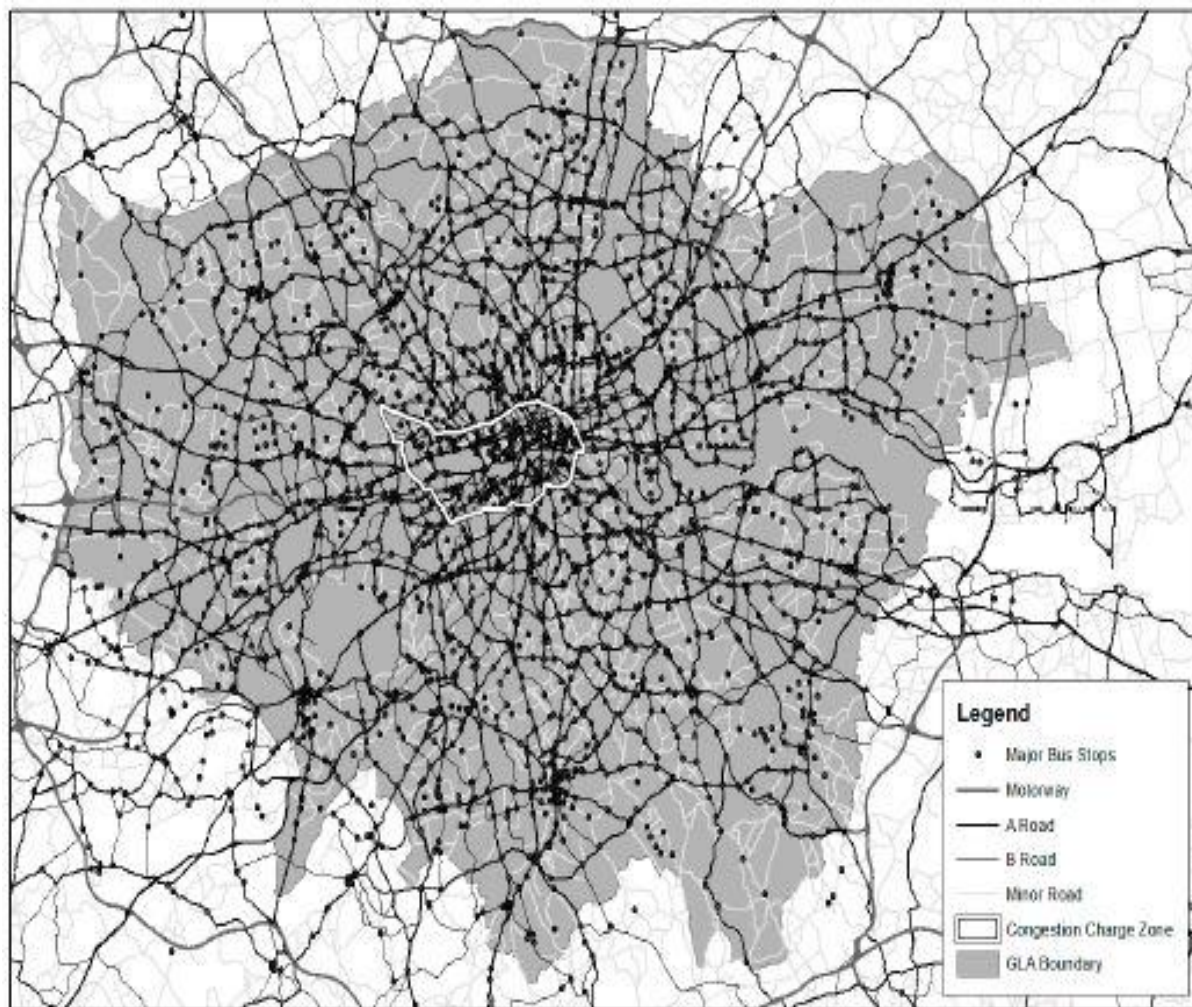 Legend
Major Bus Stops
Motorway
A Road
B Road
Minor Road
Congestion Charge Zone
GLA Boundary